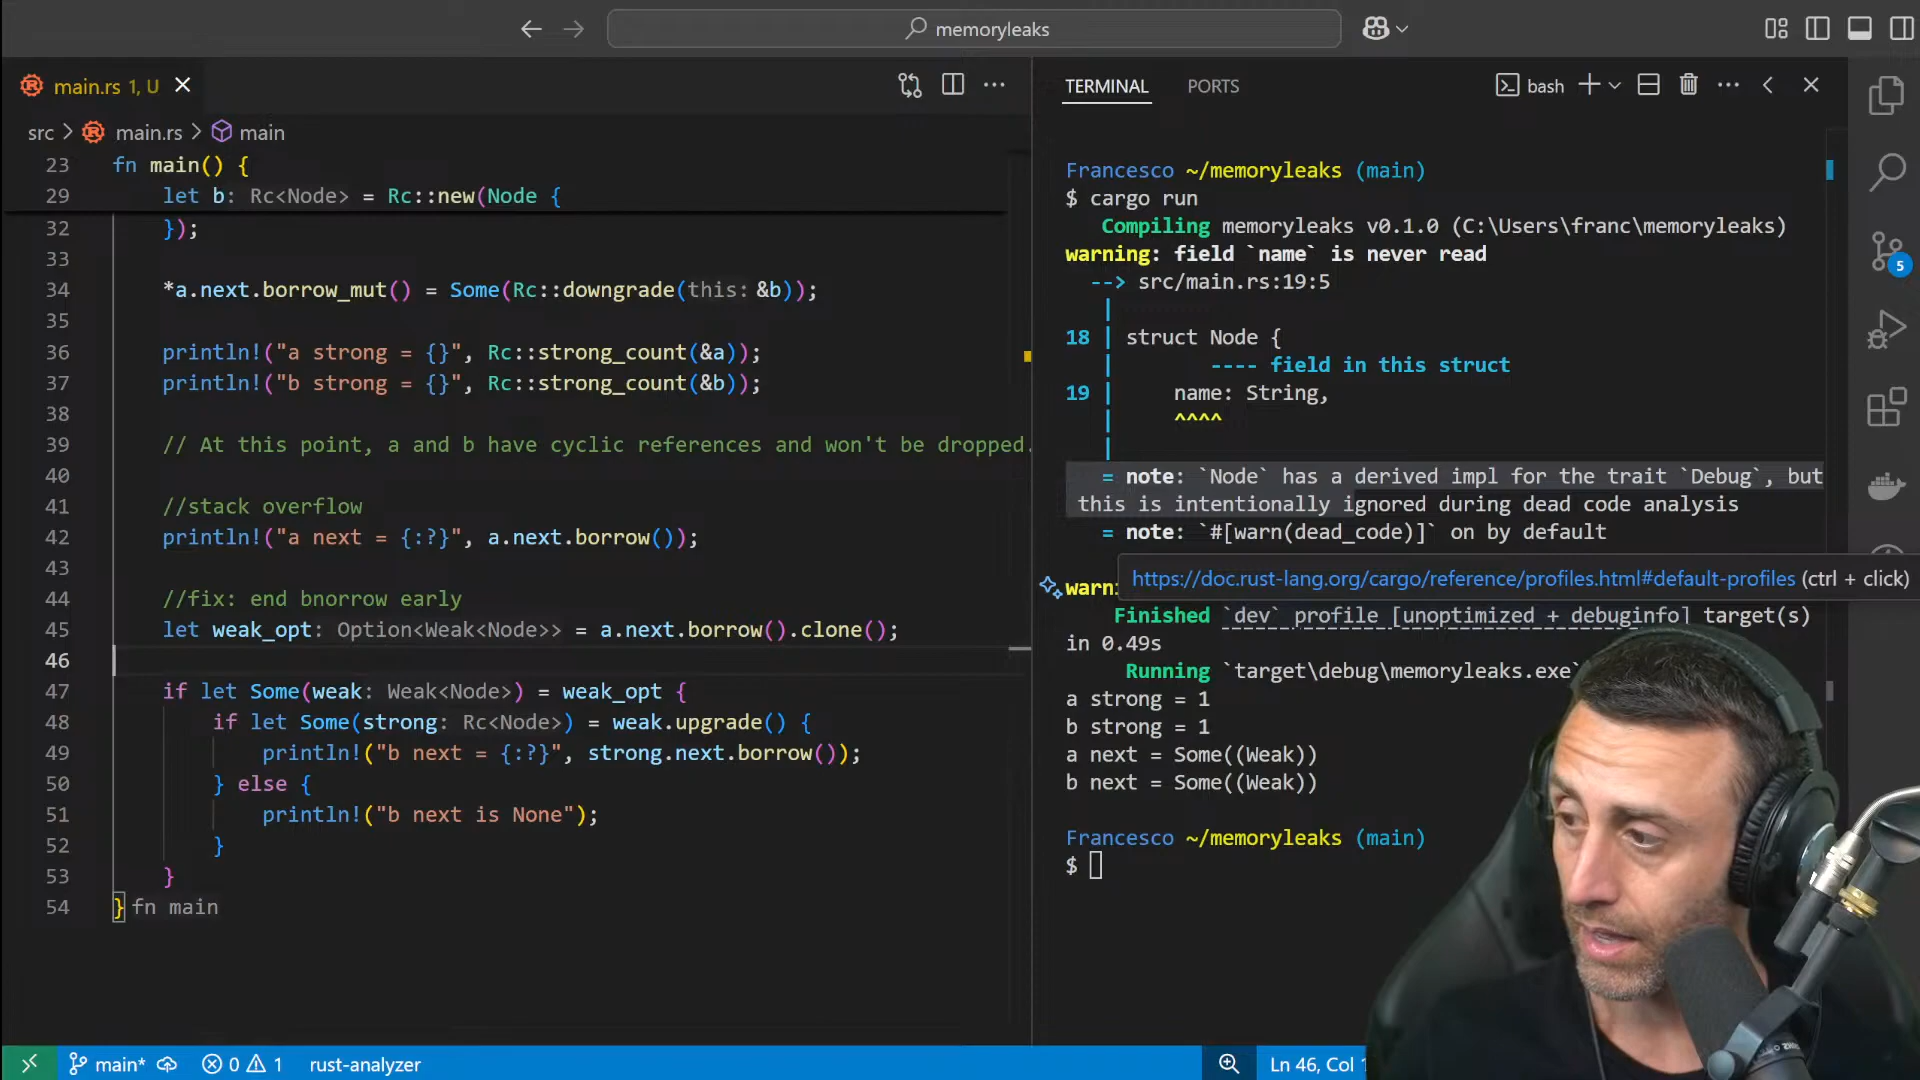 memoryleaks
main.rs 1, U
TERMINAL
PORTS
bash
src > main.rs > main
23 fn main() {
29 let b: Rc<Node> = Rc::new(Node {
32 });
33
34 *a.next.borrow_mut() = Some(Rc::downgrade(this: &b));
35
36 println!("a strong = {}", Rc::strong_count(&a));
37 println!("b strong = {}", Rc::strong_count(&b));
38
39 // At this point, a and b have cyclic references and won't be dropped.
40
41 //stack overflow
42 println!("a next = {:?}", a.next.borrow());
43
44 //fix: end bnorrow early
45 let weak_opt: Option<Weak<Node>> = a.next.borrow().clone();
46
47 if let Some(weak: Weak<Node>) = weak_opt {
48 if let Some(strong: Rc<Node>) = weak.upgrade() {
49 println!("b next = {:?}", strong.next.borrow());
50 } else {
51 println!("b next is None");
52 }
53 }
54 } fn main
Francesco ~/memoryleaks (main)
$ cargo run
Compiling memoryleaks v0.1.0 (C:\Users\franc\memoryleaks)
warning: field `name` is never read
--> src/main.rs:19:5
|
18 | struct Node {
| ---- field in this struct
19 | name: String,
| ^^^^
|
= note: `Node` has a derived impl for the trait `Debug`, but
this is intentionally ignored during dead code analysis
= note: `#[warn(dead_code)]` on by default
https://doc.rust-lang.org/cargo/reference/profiles.html#default-profiles (ctrl + click)
warni
Finished `dev` profile [unoptimized + debuginfo] target(s)
in 0.49s
Running `target\debug\memoryleaks.exe`
a strong = 1
b strong = 1
a next = Some((Weak))
b next = Some((Weak))
Francesco ~/memoryleaks (main)
$
5
main*
0
1
rust-analyzer
Ln 46, Col